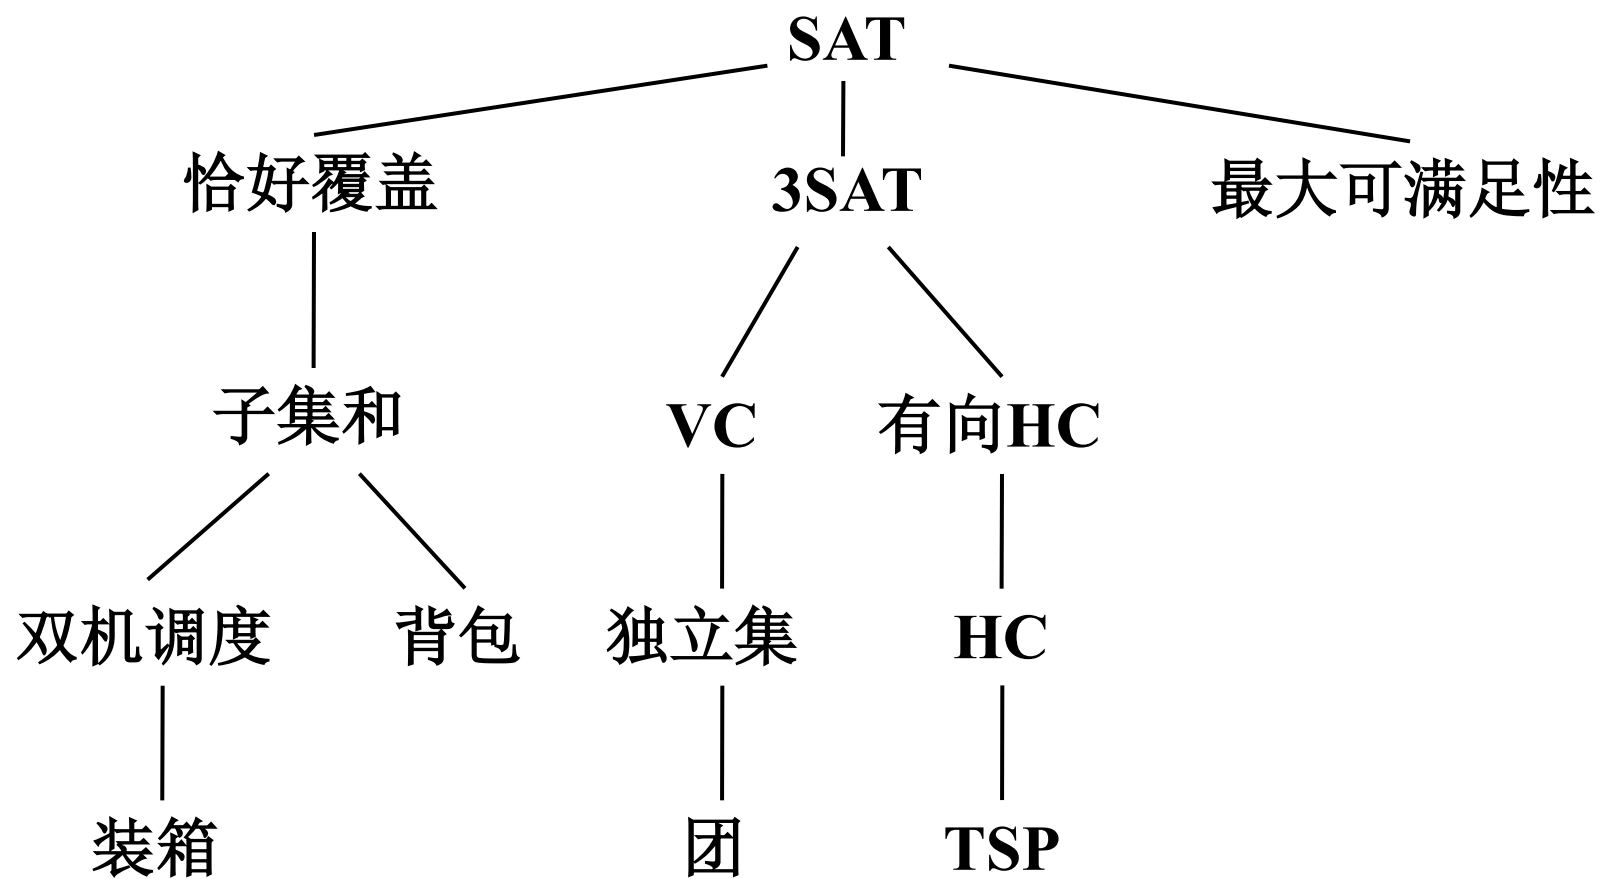 SAT
恰好覆盖
3SAT
最大可满足性
子集和
VC
有向HC
双机调度
背包
独立集
HC
装箱
团
TSP